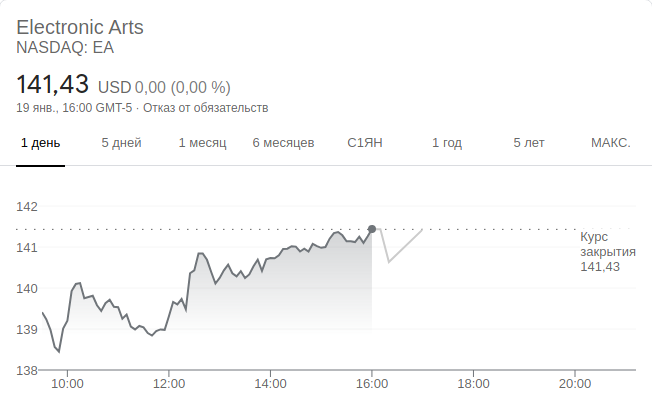 Electronic Arts
NASDAQ: EA
141,43 USD 0,00 (0,00 %)
19 янв., 16:00 GMT-5 · Отказ от обязательств
1 день 5 дней 1 месяц 6 месяцев С1ЯН 1 год 5 лет МАКС.
142
141
140
139
138
Курс
закрытия
141,43
10:00 12:00 14:00 16:00 18:00 20:00